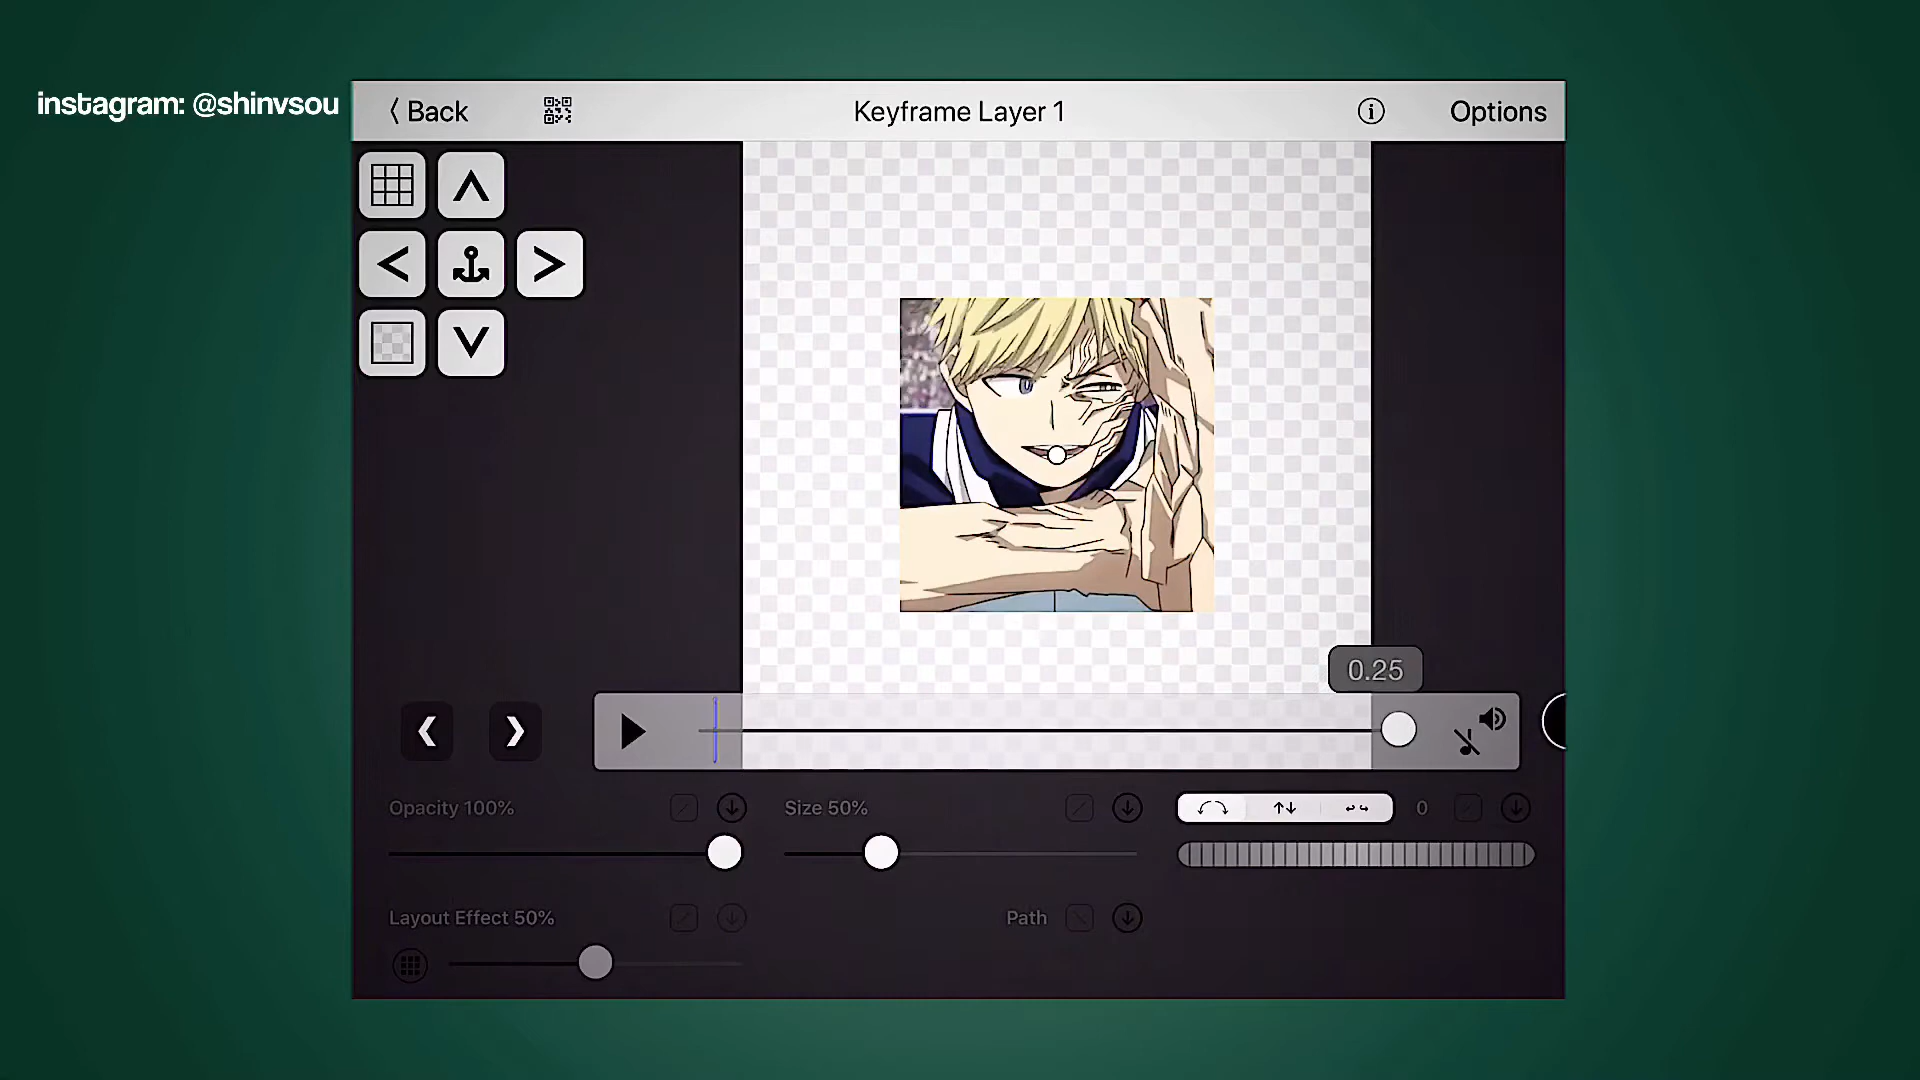 instagram: @shinvsou
Back
Keyframe Layer 1
Options
0.25
Opacity 100%
Size 50%
0
Layout Effect 50%
Path